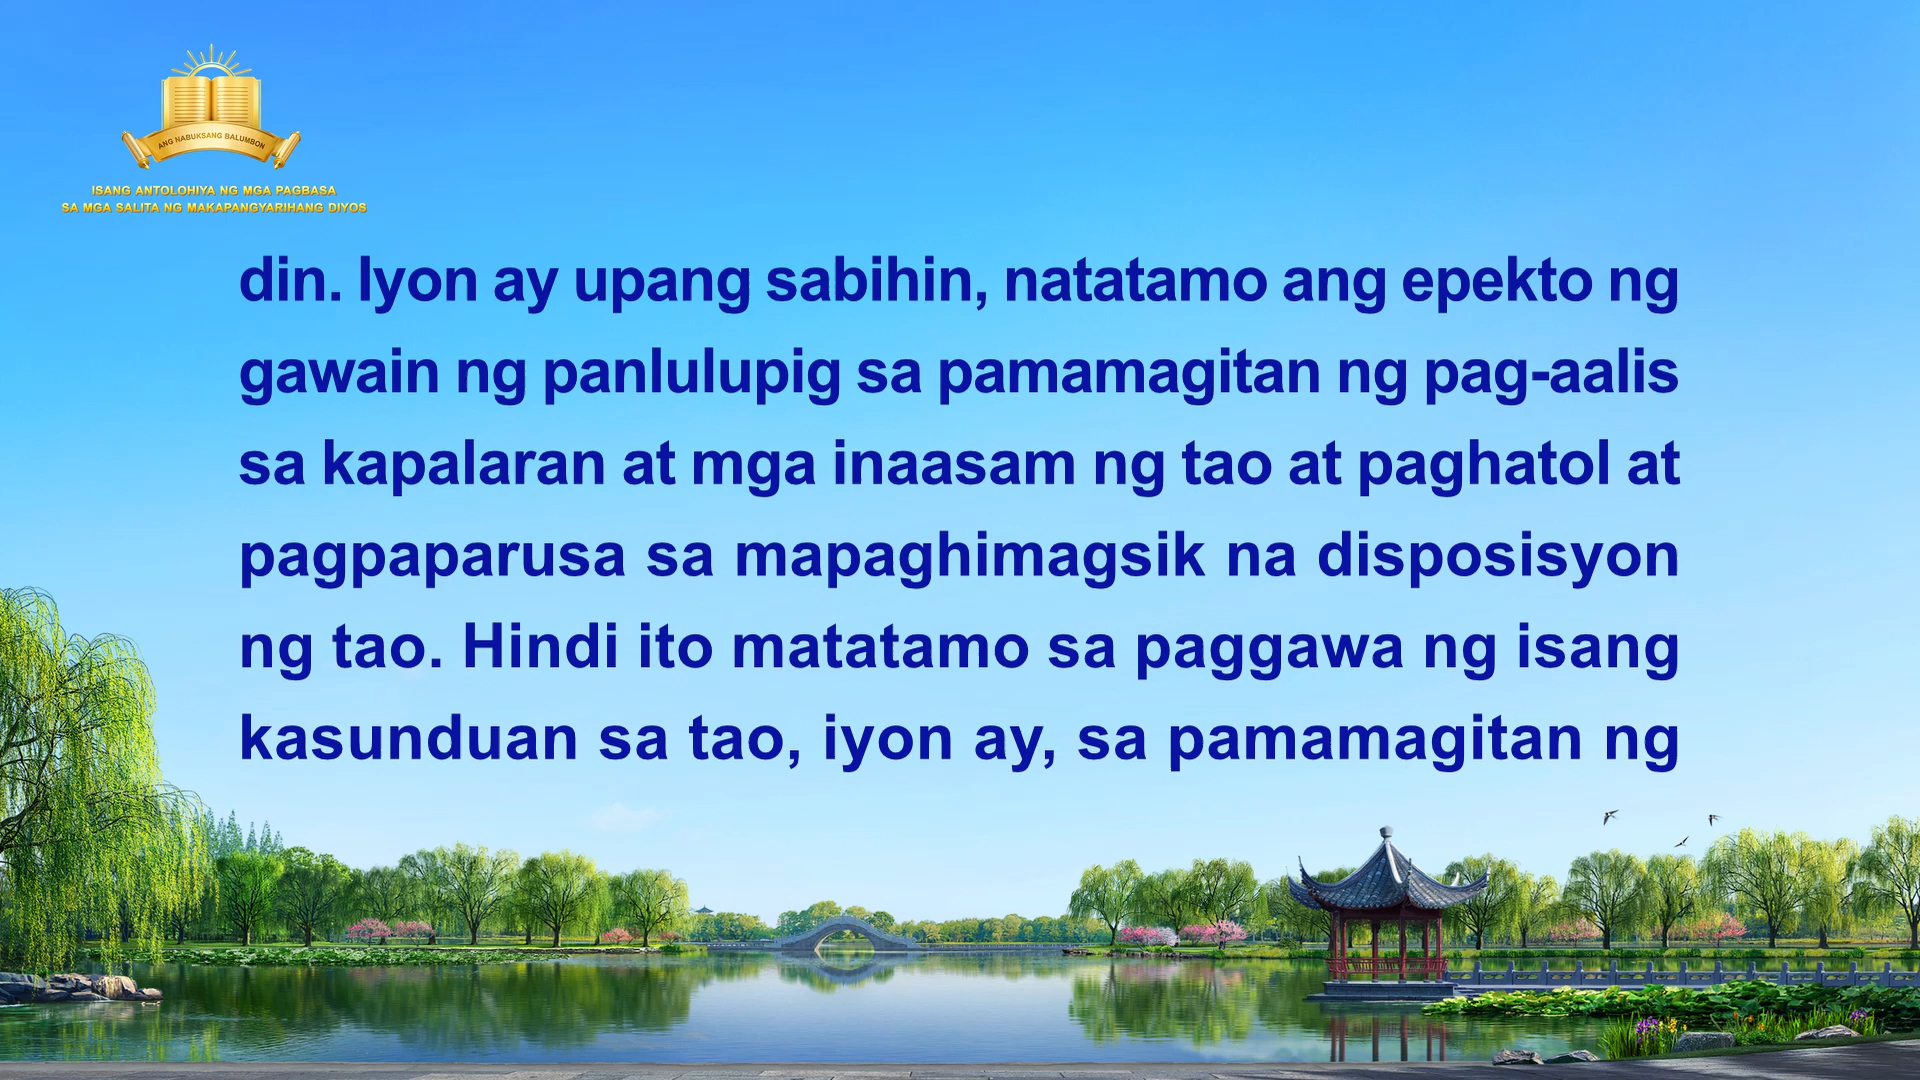 ANG NABUKSANG BALUMBON
ISANG ANTOLOHIYA NG MGA PAGBASA
SA MGA SALITA NG MAKAPANGYARIHANG DIYOS
din. Iyon ay upang sabihin, natatamo ang epekto ng
gawain ng panlulupig sa pamamagitan ng pag-aalis
sa kapalaran at mga inaasam ng tao at paghatol at
pagpaparusa sa mapaghimagsik na disposisyon
ng tao. Hindi ito matatamo sa paggawa ng isang
kasunduan sa tao, iyon ay, sa pamamagitan ng